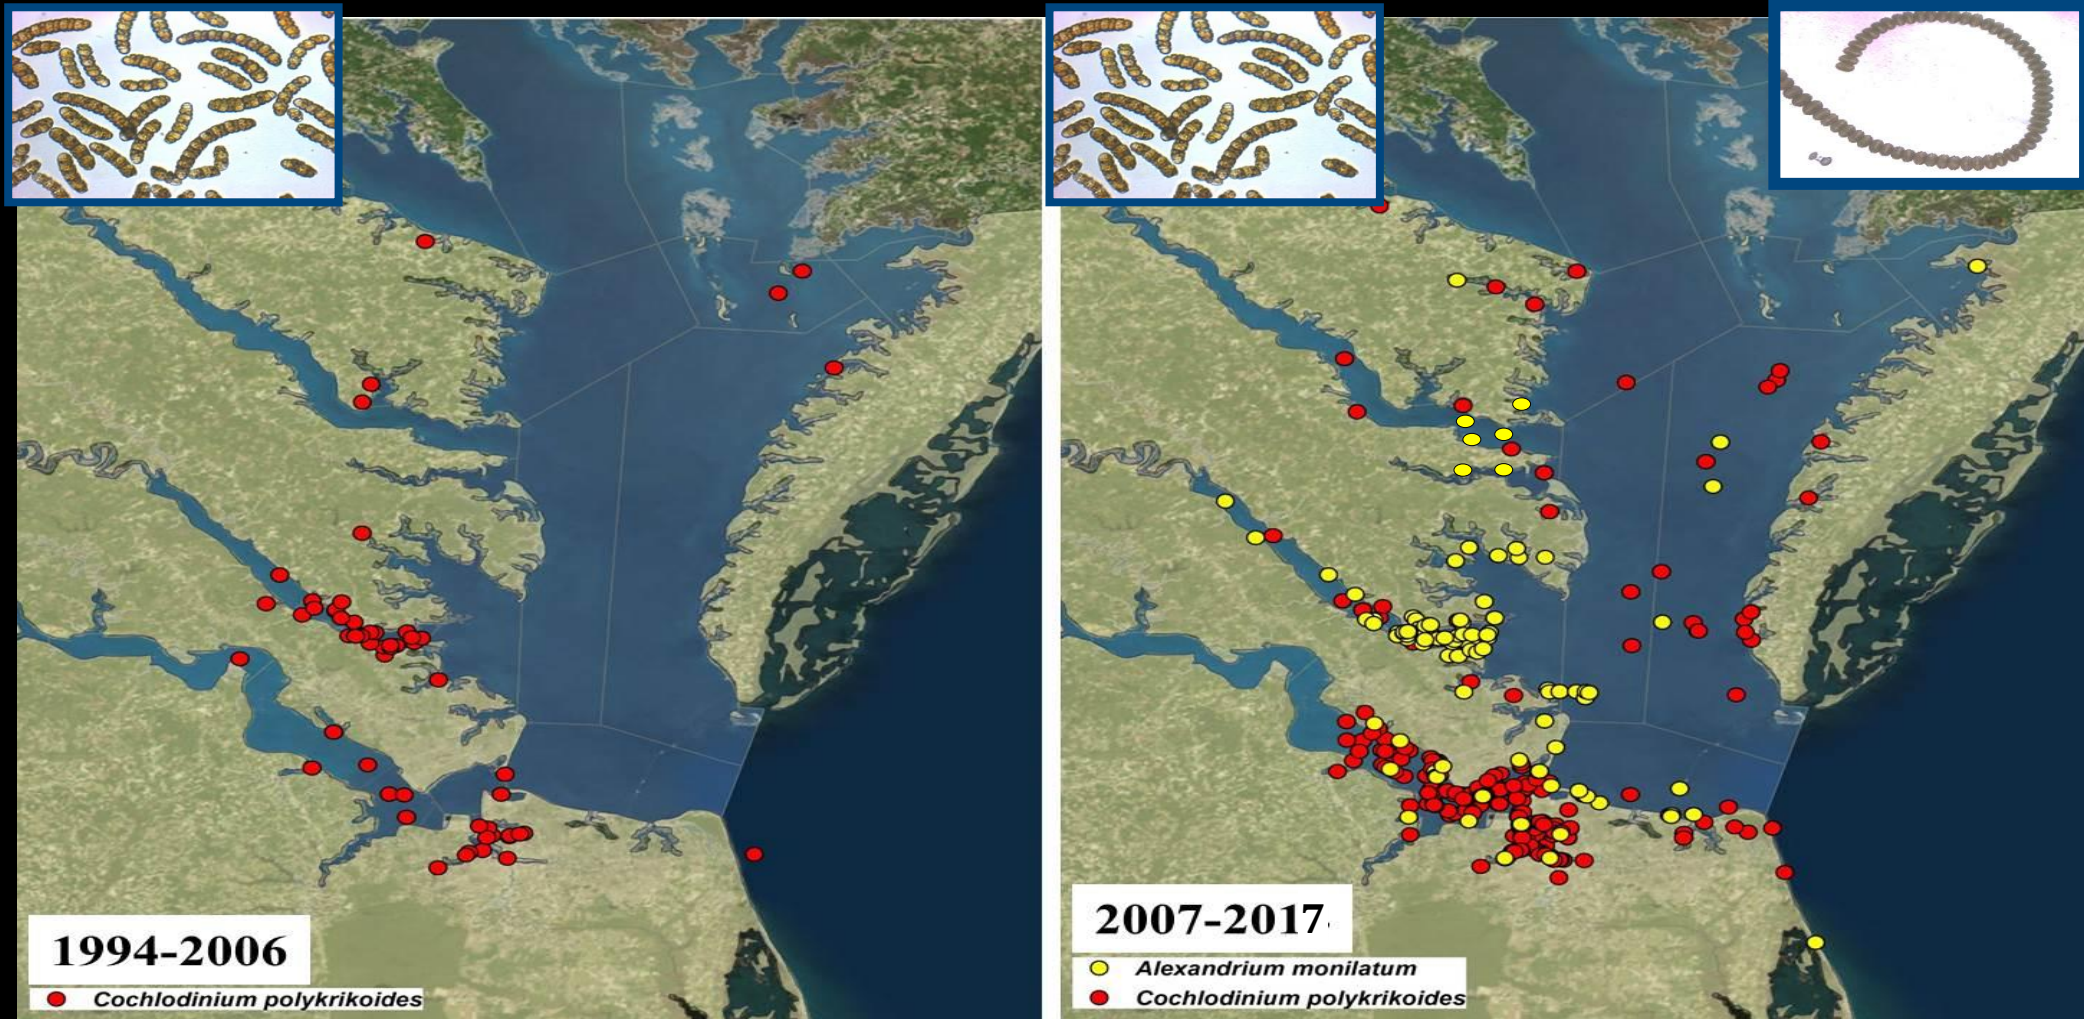 1994-2006
Cochlodinium polykrikoides
2007-2017.
Alexandrium monilatum
Cochlodinium polykrikoides